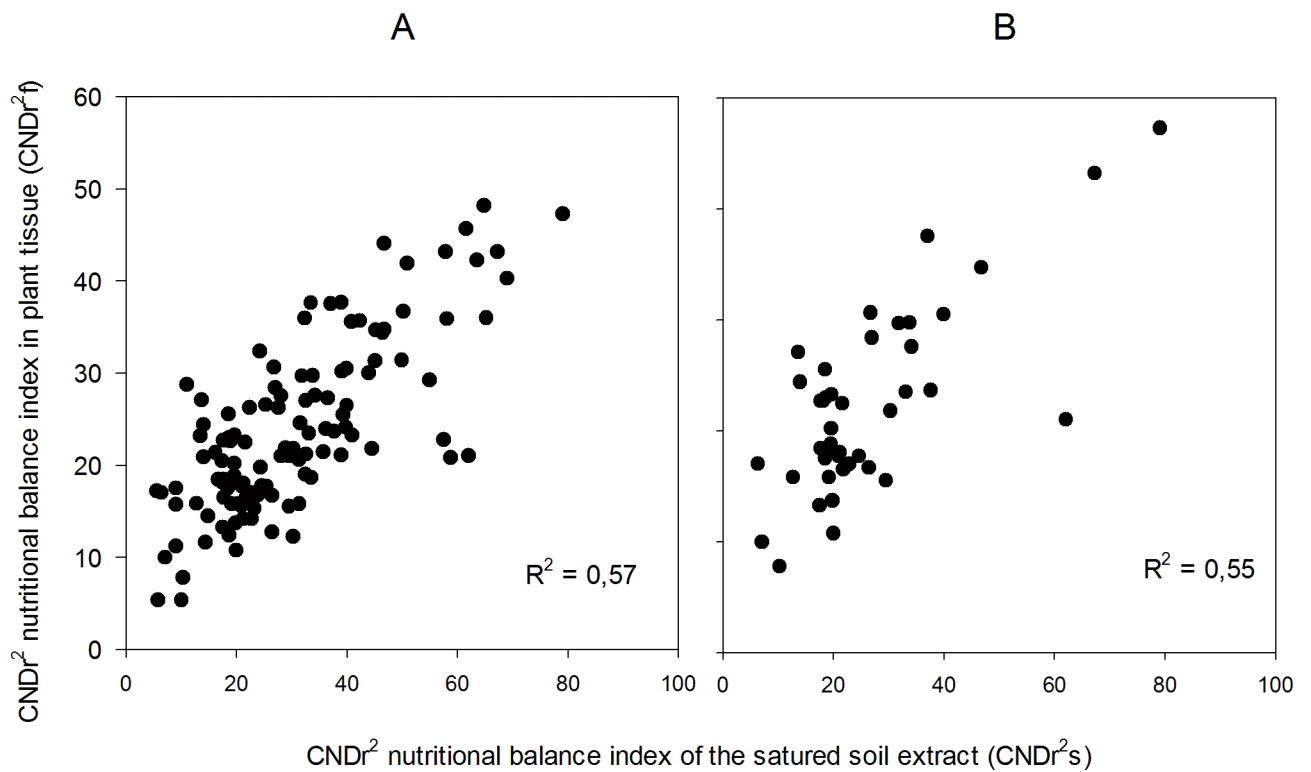 A
B
CNDr² nutritional balance index in plant tissue (CNDr²f)
60
50
40
30
20
10
0
R² = 0,57
R² = 0,55
0 20 40 60 80 100
0 20 40 60 80 100
CNDr² nutritional balance index of the satured soil extract (CNDr²s)